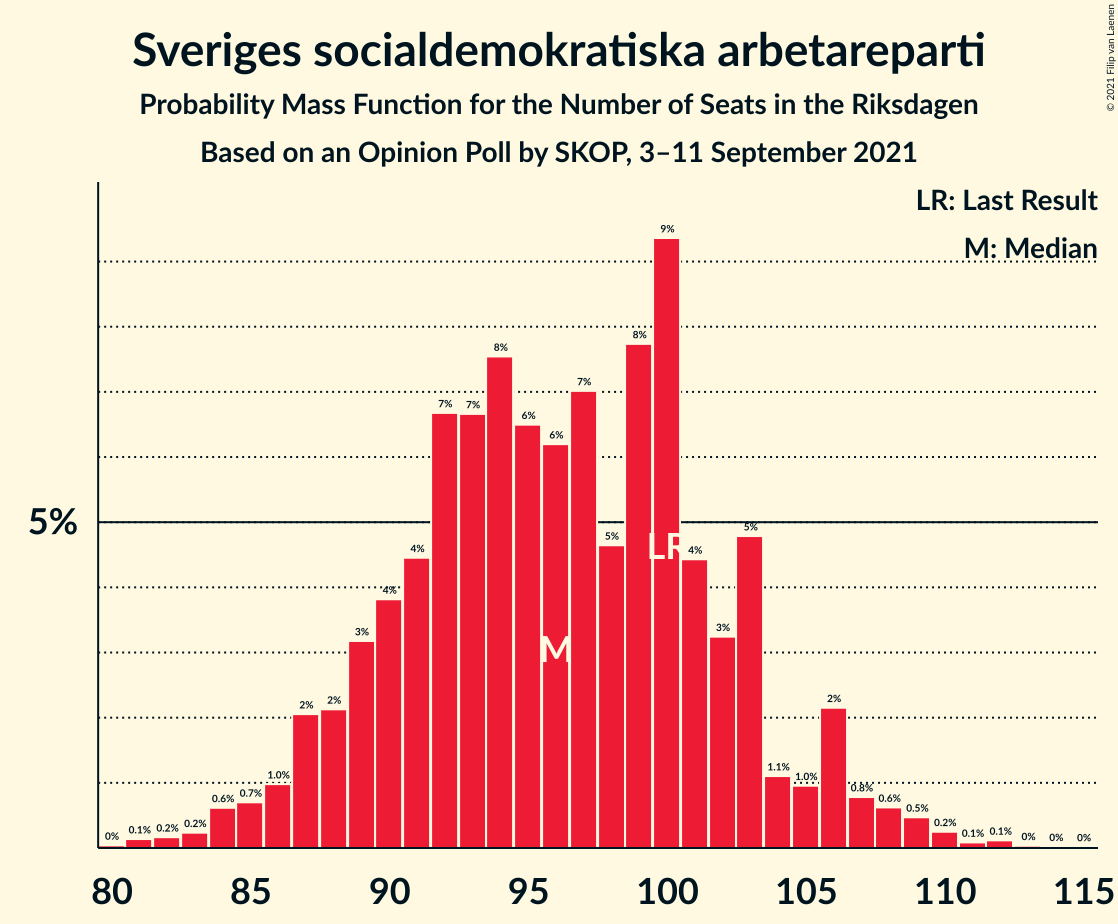 Sveriges socialdemokratiska arbetareparti
Probability Mass Function for the Number of Seats in the Riksdagen
Based on an Opinion Poll by SKOP, 3–11 September 2021
© 2021 Filip van Laenen
LR: Last Result
M: Median
5%
0% 0.1% 0.2% 0.2% 0.6% 0.7% 1.0% 2% 2% 3% 4% 4% 7% 7% 8% 6% 6% 7% 5% 8% 9% 4% 3% 5% 1.1% 1.0% 2% 0.8% 0.6% 0.5% 0.2% 0.1% 0.1% 0% 0% 0%
LR
M
80 85 90 95 100 105 110 115